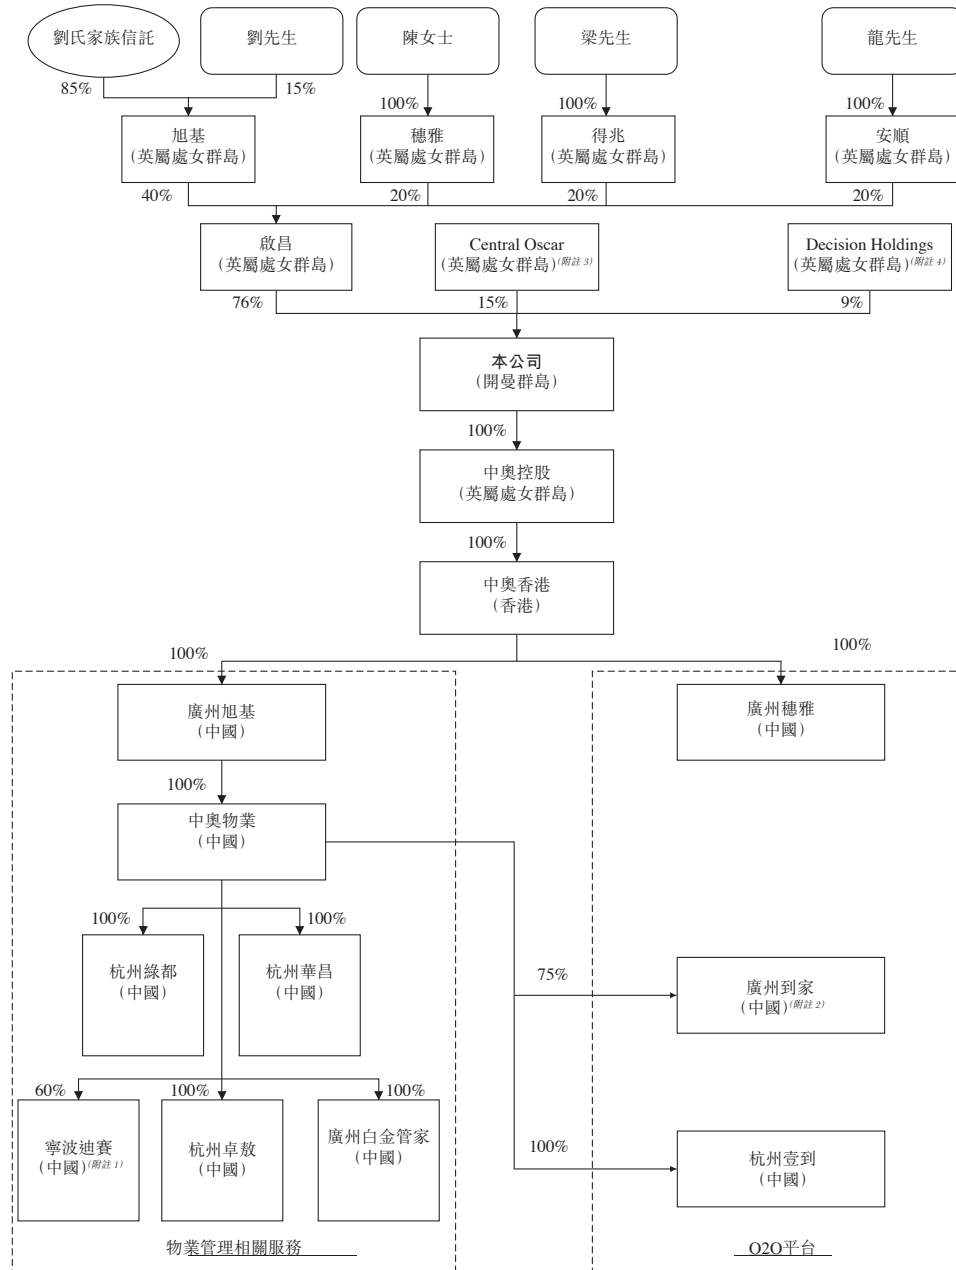 劉氏家族信託
劉先生
陳女士
梁先生
龍先生
85%
15%
100%
100%
100%
旭基
(英屬處女群島)
穗雅
(英屬處女群島)
得兆
(英屬處女群島)
安順
(英屬處女群島)
40%
20%
20%
20%
啟昌
(英屬處女群島)
Central Oscar
(英屬處女群島)(附註 3)
Decision Holdings
(英屬處女群島)(附註 4)
76%
15%
9%
本公司
(開曼群島)
100%
中奧控股
(英屬處女群島)
100%
中奧香港
(香港)
100%
100%
廣州旭基
(中國)
廣州穗雅
(中國)
100%
中奧物業
(中國)
100%
100%
杭州綠都
(中國)
杭州華昌
(中國)
75%
廣州到家
(中國)(附註 2)
60%
100%
100%
寧波迪賽
(中國)(附註 1)
杭州卓敖
(中國)
廣州白金管家
(中國)
100%
杭州壹到
(中國)
物業管理相關服務
O2O平台